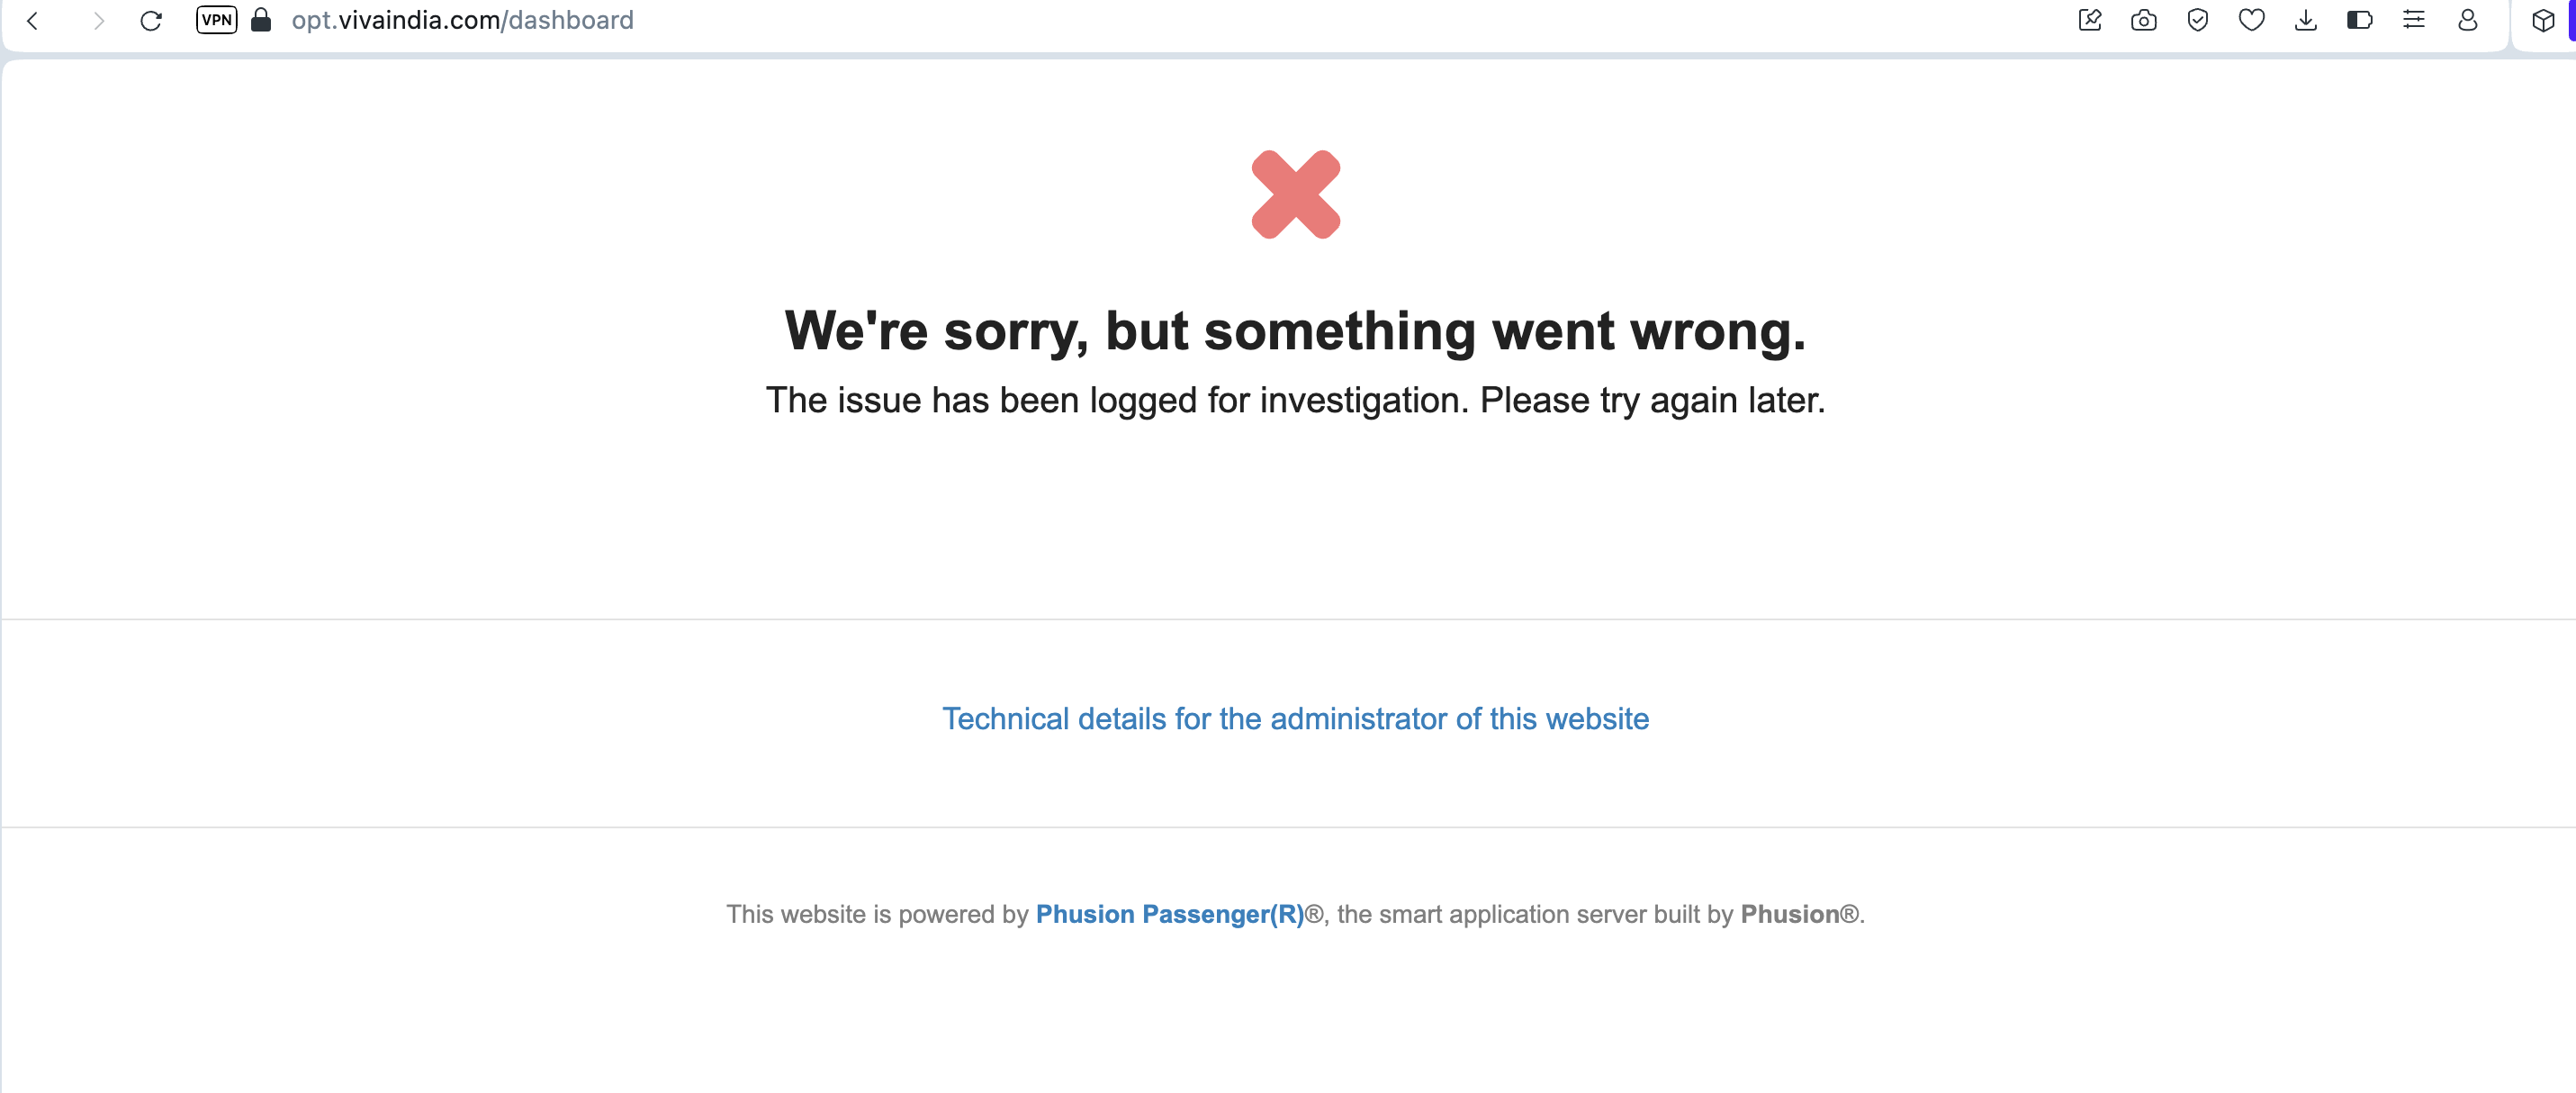 VPN opt.vivaindia.com/dashboard
We're sorry, but something went wrong.
The issue has been logged for investigation. Please try again later.
Technical details for the administrator of this website
This website is powered by Phusion Passenger(R)®, the smart application server built by Phusion®.